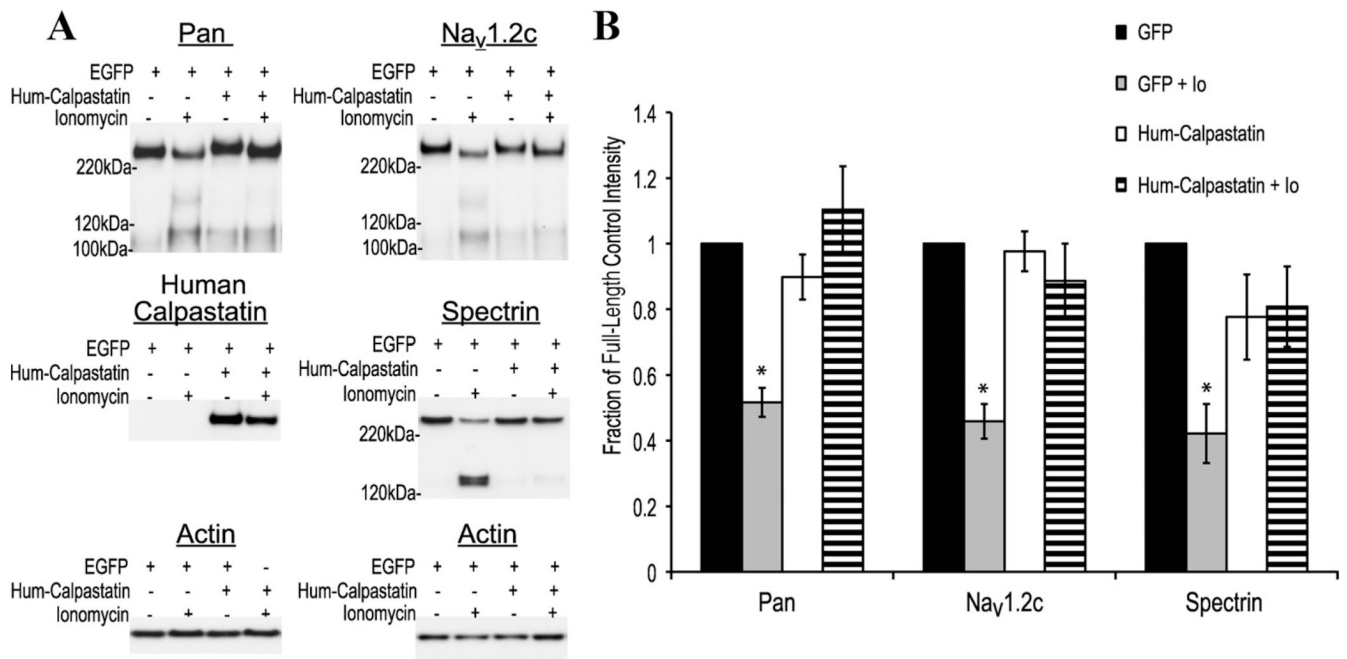 A
Pan
EGFP + + + +
Hum-Calpastatin - - + +
Ionomycin - + - +
220kDa-
120kDa-
100kDa-
NaV1.2c
EGFP + + + +
Hum-Calpastatin - - + +
Ionomycin - + - +
220kDa-
120kDa-
100kDa-
Human
Calpastatin
EGFP + + + +
Hum-Calpastatin - - + +
Ionomycin - + - +
Spectrin
EGFP + + + +
Hum-Calpastatin - - + +
Ionomycin - + - +
220kDa-
120kDa-
Actin
EGFP + + + -
Hum-Calpastatin - - + +
Ionomycin - + - +
Actin
EGFP + + + +
Hum-Calpastatin - - + +
Ionomycin - + - +
B
GFP
GFP + Io
Hum-Calpastatin
Hum-Calpastatin + Io
Fraction of Full-Length Control Intensity
1.4
1.2
1
0.8
0.6
0.4
0.2
0
*
*
*
Pan
NaV1.2c
Spectrin